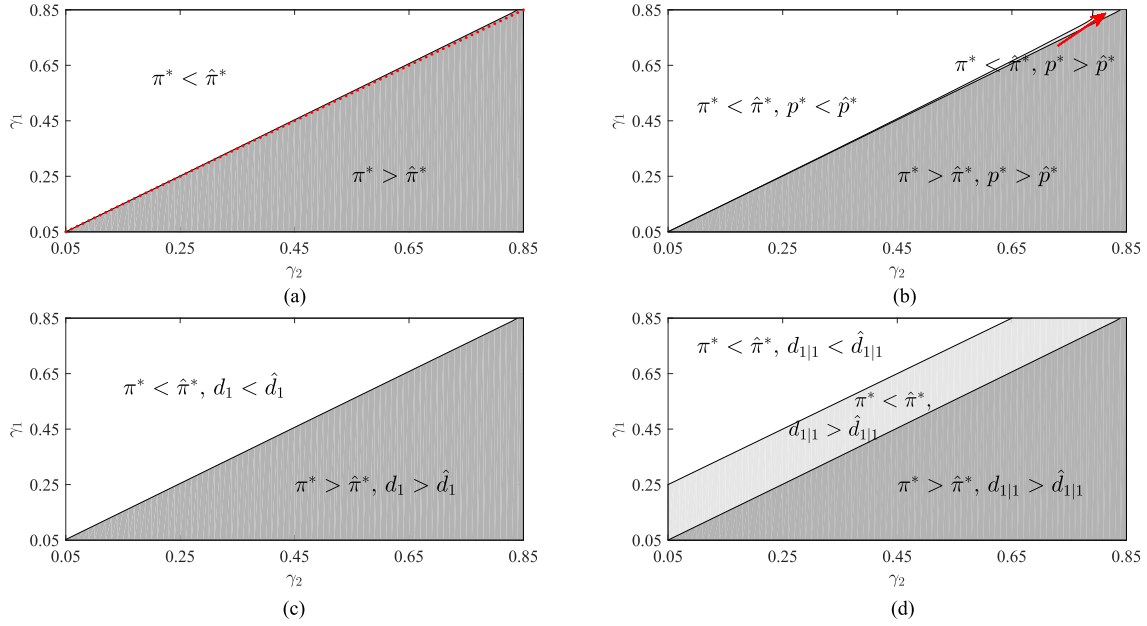 0.85
0.65
0.45
0.25
0.05
γ₁
π* < π̂*
π* > π̂*
0.05 0.25 0.45 0.65 0.85
γ₂
(a)
0.85
0.65
0.45
0.25
0.05
γ₁
π* < π̂*, p* > p̂*
π* < π̂*, p* < p̂*
π* > π̂*, p* > p̂*
0.05 0.25 0.45 0.65 0.85
γ₂
(b)
0.85
0.65
0.45
0.25
0.05
γ₁
π* < π̂*, d₁ < d̂₁
π* > π̂*, d₁ > d̂₁
0.05 0.25 0.45 0.65 0.85
γ₂
(c)
0.85
0.65
0.45
0.25
0.05
γ₁
π* < π̂*, d₁|₁ < d̂₁|₁
π* < π̂*,
d₁|₁ > d̂₁|₁
π* > π̂*, d₁|₁ > d̂₁|₁
0.05 0.25 0.45 0.65 0.85
γ₂
(d)